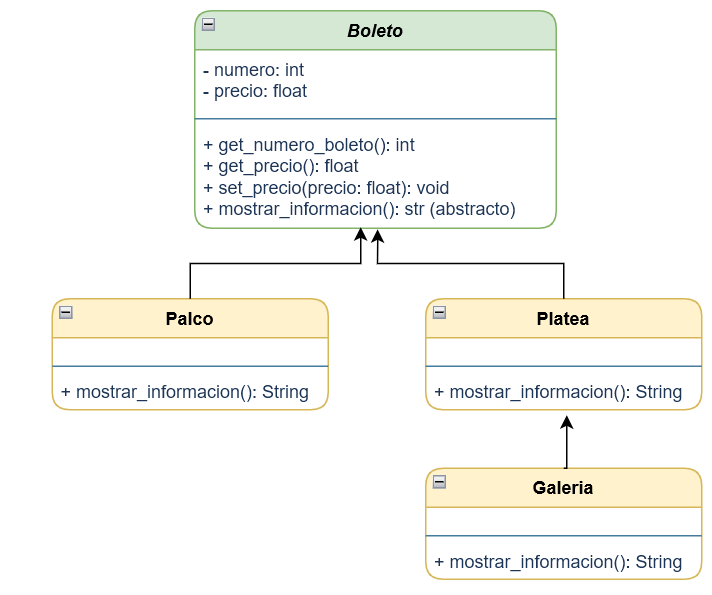 Boleto
- numero: int
- precio: float
+ get_numero_boleto(): int
+ get_precio(): float
+ set_precio(precio: float): void
+ mostrar_informacion(): str (abstracto)
Palco
+ mostrar_informacion(): String
Platea
+ mostrar_informacion(): String
Galeria
+ mostrar_informacion(): String